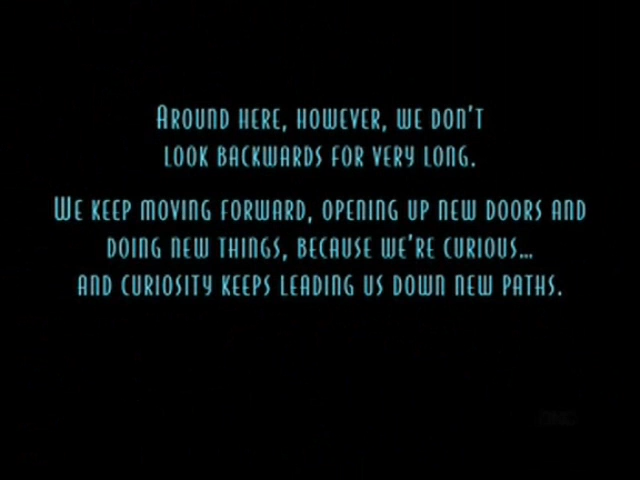 Around here, however, we don't
look backwards for very long.
We keep moving forward, opening up new doors and
doing new things, because we're curious...
and curiosity keeps leading us down new paths.